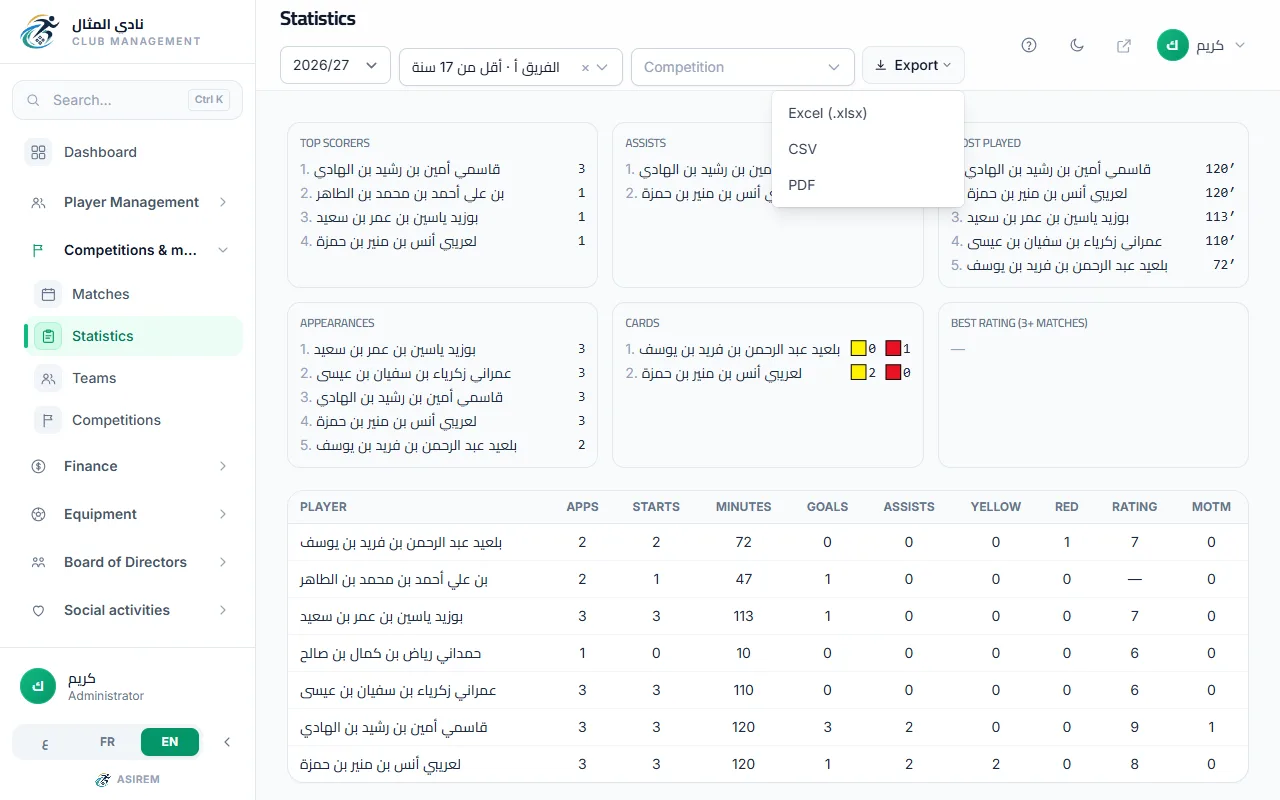 نادي المثال
CLUB MANAGEMENT
Search...
Ctrl K
Dashboard
Player Management
Competitions & m...
Matches
Statistics
Teams
Competitions
Finance
Equipment
Board of Directors
Social activities
ك
كريم
Administrator
ع
FR
EN
ASIREM
Statistics
2026/27
الفريق أ · أقل من 17 سنة ×
Competition
Export
ك كريم
Excel (.xlsx)
CSV
PDF
TOP SCORERS
1. قاسمي أمين بن رشيد بن الهادي 3
2. بن علي أحمد بن محمد بن الطاهر 1
3. بوزيد ياسين بن عمر بن سعيد 1
4. لعريبي أنس بن منير بن حمزة 1
ASSISTS
1. مين بن رشيد بن الهادي
2. أنس بن منير بن حمزة
OST PLAYED
قاسمي أمين بن رشيد بن الهادي 120′
لعريبي أنس بن منير بن حمزة 120′
3. بوزيد ياسين بن عمر بن سعيد 113′
4. عمراني زكرياء بن سفيان بن عيسى 110′
5. بلعيد عبد الرحمن بن فريد بن يوسف 72′
APPEARANCES
1. بوزيد ياسين بن عمر بن سعيد 3
2. عمراني زكرياء بن سفيان بن عيسى 3
3. قاسمي أمين بن رشيد بن الهادي 3
4. لعريبي أنس بن منير بن حمزة 3
5. بلعيد عبد الرحمن بن فريد بن يوسف 2
CARDS
1. بلعيد عبد الرحمن بن فريد بن يوسف 0 1
2. لعريبي أنس بن منير بن حمزة 2 0
BEST RATING (3+ MATCHES)
—
PLAYER APPS STARTS MINUTES GOALS ASSISTS YELLOW RED RATING MOTM
بلعيد عبد الرحمن بن فريد بن يوسف 2 2 72 0 0 0 1 7 0
بن علي أحمد بن محمد بن الطاهر 2 1 47 1 0 0 0 — 0
بوزيد ياسين بن عمر بن سعيد 3 3 113 1 0 0 0 7 0
حمداني رياض بن كمال بن صالح 1 0 10 0 0 0 0 6 0
عمراني زكرياء بن سفيان بن عيسى 3 3 110 0 0 0 0 6 0
قاسمي أمين بن رشيد بن الهادي 3 3 120 3 2 0 0 9 1
لعريبي أنس بن منير بن حمزة 3 3 120 1 2 2 0 8 0